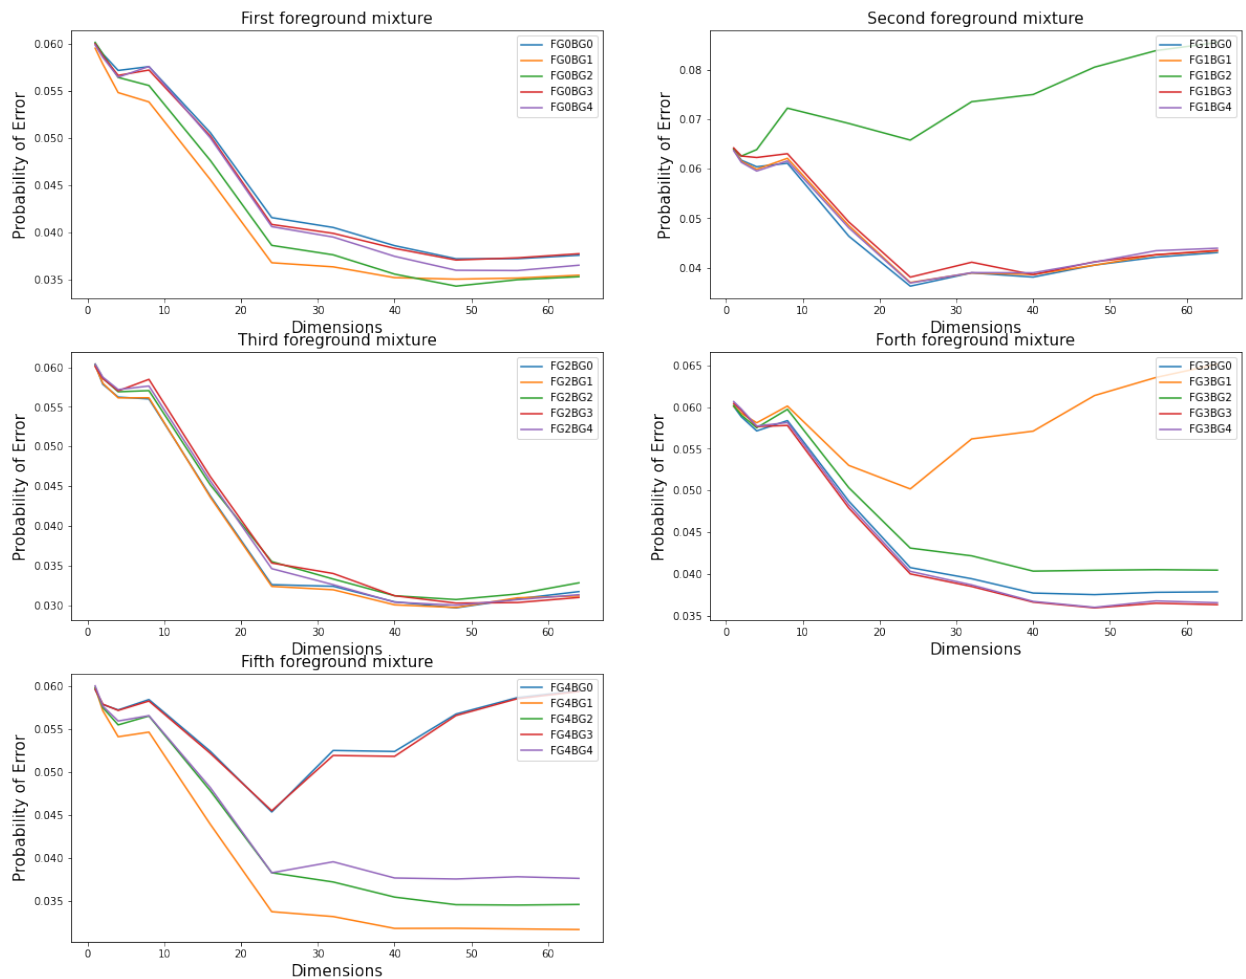 First foreground mixture
Probability of Error
0.060
0.055
0.050
0.045
0.040
0.035
FG0BG0
FG0BG1
FG0BG2
FG0BG3
FG0BG4
0 10 20 30 40 50 60
Dimensions
Second foreground mixture
Probability of Error
0.08
0.07
0.06
0.05
0.04
FG1BG0
FG1BG1
FG1BG2
FG1BG3
FG1BG4
0 10 20 30 40 50 60
Dimensions
Third foreground mixture
Probability of Error
0.060
0.055
0.050
0.045
0.040
0.035
0.030
FG2BG0
FG2BG1
FG2BG2
FG2BG3
FG2BG4
0 10 20 30 40 50 60
Dimensions
Forth foreground mixture
Probability of Error
0.065
0.060
0.055
0.050
0.045
0.040
0.035
FG3BG0
FG3BG1
FG3BG2
FG3BG3
FG3BG4
0 10 20 30 40 50 60
Dimensions
Fifth foreground mixture
Probability of Error
0.060
0.055
0.050
0.045
0.040
0.035
FG4BG0
FG4BG1
FG4BG2
FG4BG3
FG4BG4
0 10 20 30 40 50 60
Dimensions